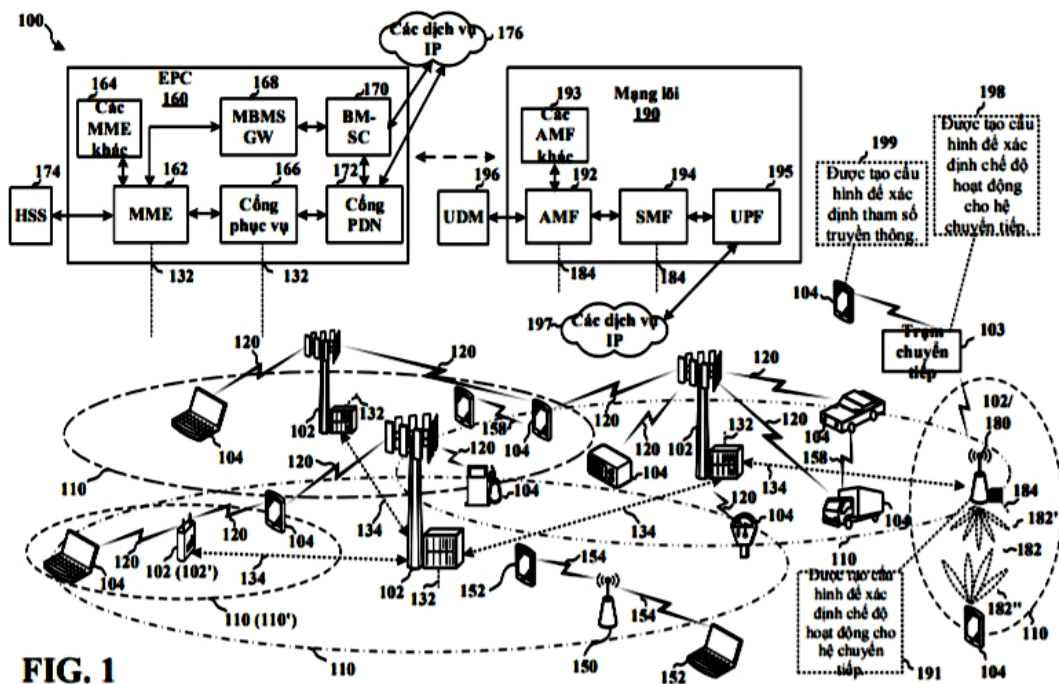 100
Các dịch vụ
IP
176
EPC
160
164
Các
MME
khác
168
MBMS
GW
170
BM-
SC
174
HSS
162
MME
166
Cổng
phục vụ
172
Cổng
PDN
132
132
Mạng lõi
190
193
Các
AMF
khác
196
UDM
192
AMF
194
SMF
195
UPF
184
184
197
Các dịch vụ
IP
199
Được tạo cấu
hình để xác
định tham số
truyền thông.
198
Được tạo cấu
hình để xác
định chế độ
hoạt động
cho hệ
chuyển tiếp.
104
Trạm
chuyển
tiếp
103
120
120
120
120
120
132
102
158
104
104
102
120
120
104
104
102
132
134
120
104
158
104
102/
180
184
182'
182
182"
110
104
110
110
120
120
104
134
104
102 (102')
134
110 (110')
102
132
134
120
104
152
154
154
150
152
110
Được tạo cấu
hình để xác
định chế độ
hoạt động cho
hệ chuyển
tiếp.
191
FIG. 1